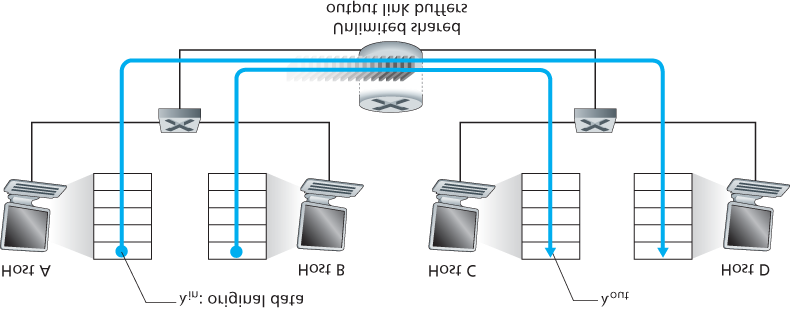 λin: original data
λout
Host A
Host B
Host C
Host D
Unlimited shared
output link buffers